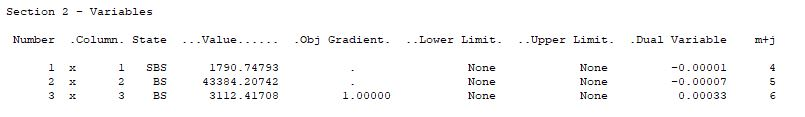 Section 2 - Variables
Number .Column. State ...Value...... .Obj Gradient. ..Lower Limit. ..Upper Limit. .Dual Variable m+j
1 x 1 SBS 1790.74793 . None None -0.00001 4
2 x 2 BS 43384.20742 . None None -0.00007 5
3 x 3 BS 3112.41708 1.00000 None None 0.00033 6